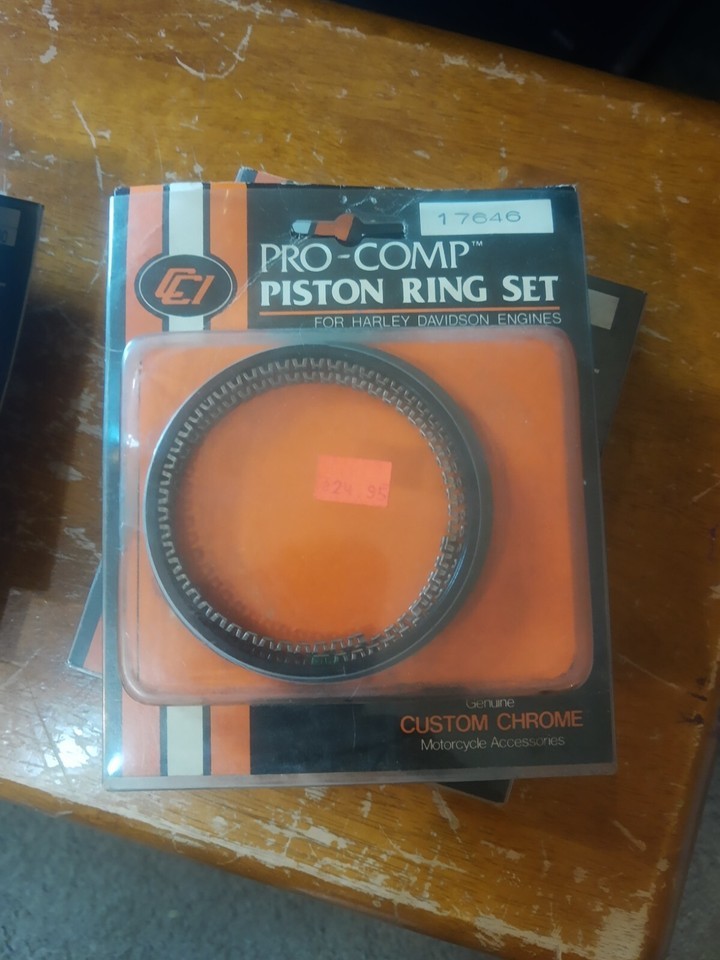 17646
CCI
PRO-COMP™
PISTON RING SET
FOR HARLEY DAVIDSON ENGINES
$24.95
Genuine
CUSTOM CHROME
Motorcycle Accessories